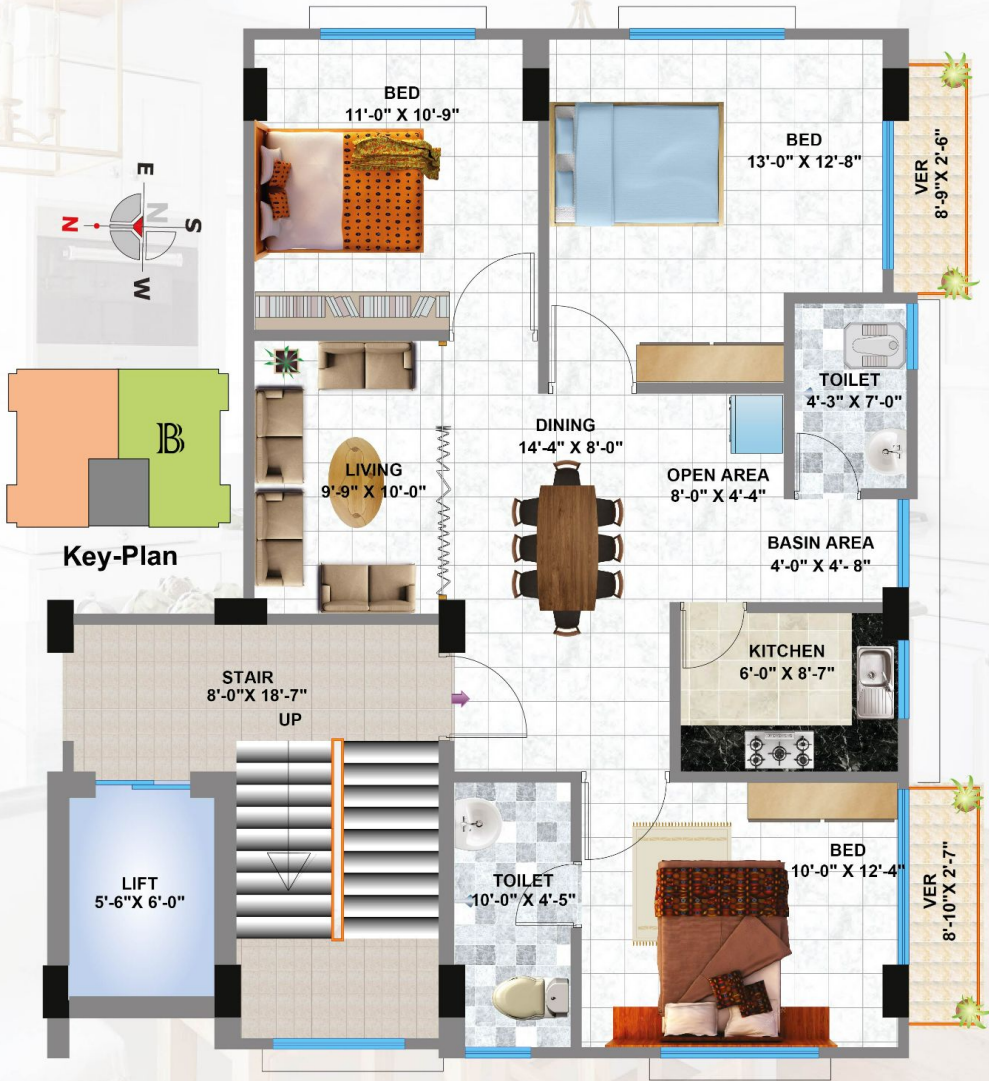 BED
11'-0" X 10'-9"
BED
13'-0" X 12'-8"
VER
8'-9"X 2'-6"
E
N
N
S
W
TOILET
4'-3" X 7'-0"
B
DINING
14'-4" X 8'-0"
LIVING
9'-9" X 10'-0"
OPEN AREA
8'-0" X 4'-4"
Key-Plan
BASIN AREA
4'-0" X 4'- 8"
KITCHEN
6'-0" X 8'-7"
STAIR
8'-0"X 18'-7"
UP
BED
10'-0" X 12'-4"
LIFT
5'-6"X 6'-0"
TOILET
10'-0" X 4'-5"
VER
8'-10"X 2'-7"